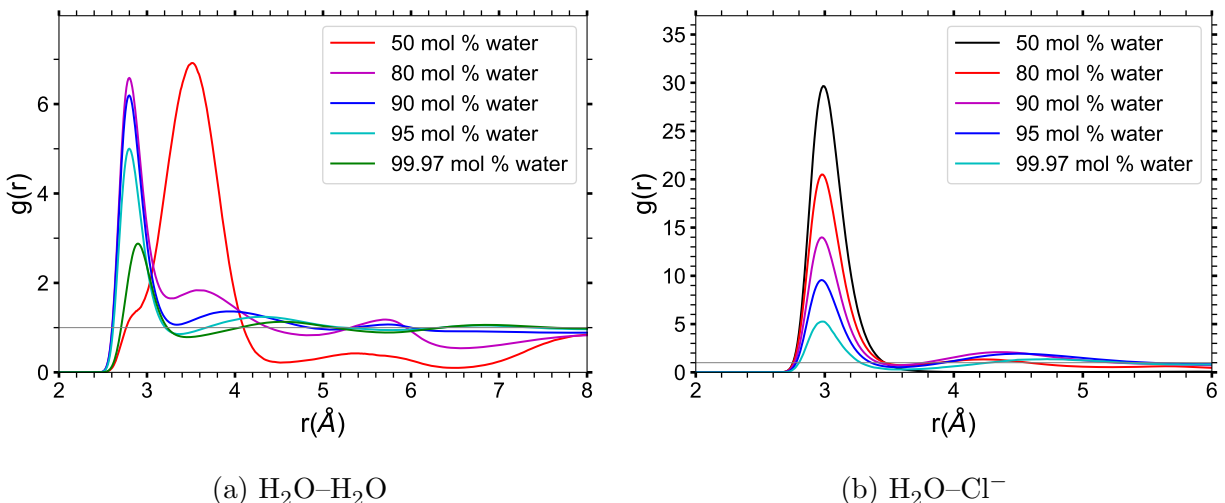 50 mol % water
80 mol % water
90 mol % water
95 mol % water
99.97 mol % water
g(r)
6
4
2
0
2 3 4 5 6 7 8
r(Å)
(a) H₂O–H₂O
50 mol % water
80 mol % water
90 mol % water
95 mol % water
99.97 mol % water
g(r)
35
30
25
20
15
10
5
0
2 3 4 5 6
r(Å)
(b) H₂O–Cl⁻